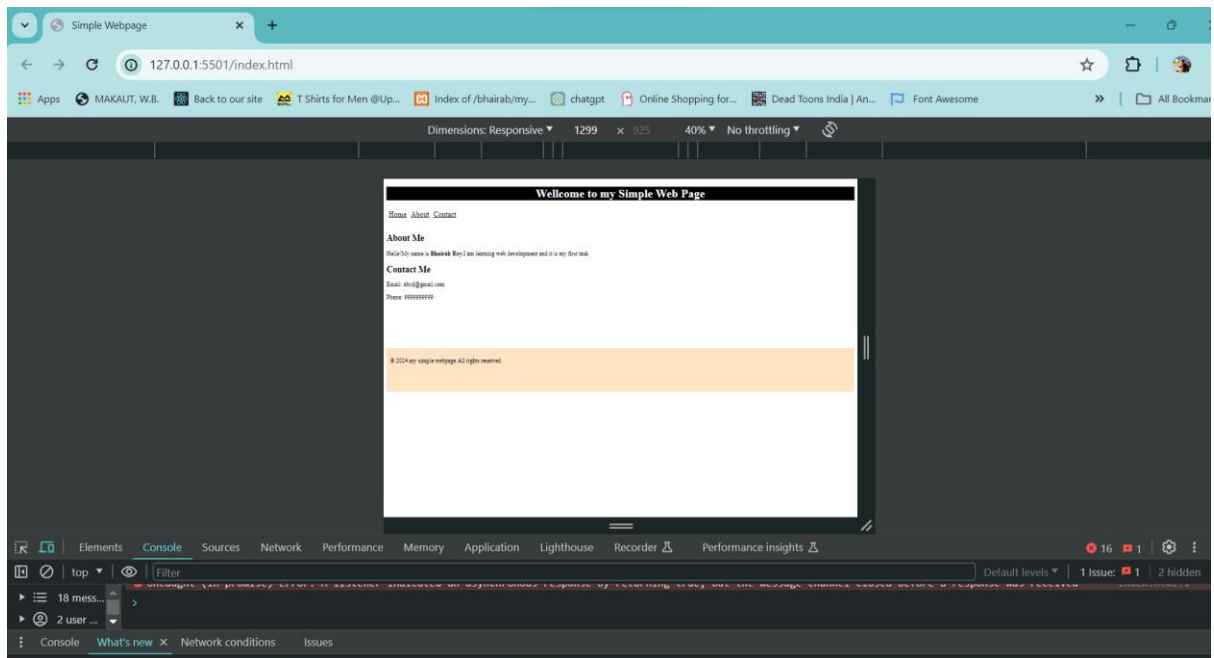 Simple Webpage
127.0.0.1:5501/index.html
Apps MAKAUT, W.B. Back to our site T Shirts for Men @Up... Index of /bhairab/my... chatgpt Online Shopping for... Dead Toons India | An... Font Awesome » All Bookmar
Dimensions: Responsive 1299 × 925 40% No throttling
Wellcome to my Simple Web Page
Home About Contact
About Me
Hello!My name is Bhairab Roy.I am learning web development and it is my first task.
Contact Me
Email: abcd@gmail.com
Phone: 9999999999
© 2024 my simple webpage.All rights reserved.
Elements Console Sources Network Performance Memory Application Lighthouse Recorder Performance insights 16 1
top Filter Default levels 1 Issue: 1 2 hidden
Uncaught (in promise) Error: A listener indicated an asynchronous response by returning true, but the message channel closed before a response was received index.html:1
18 mess...
2 user ...
Console What's new Network conditions Issues